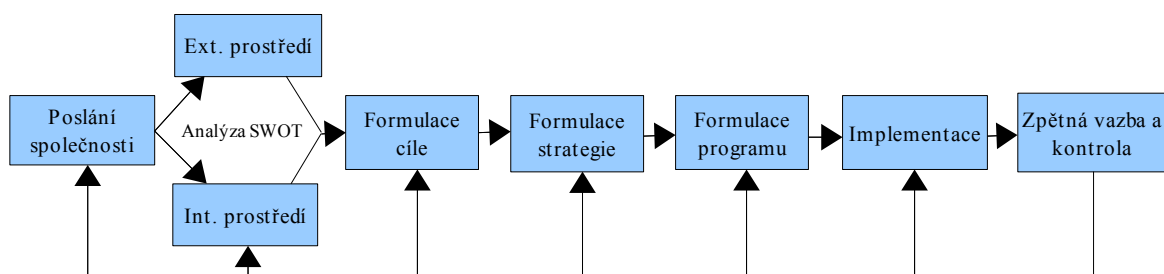 Ext. prostředí
Poslání
společnosti
Analýza SWOT
Int. prostředí
Formulace
cíle
Formulace
strategie
Formulace
programu
Implementace
Zpětná vazba a
kontrola